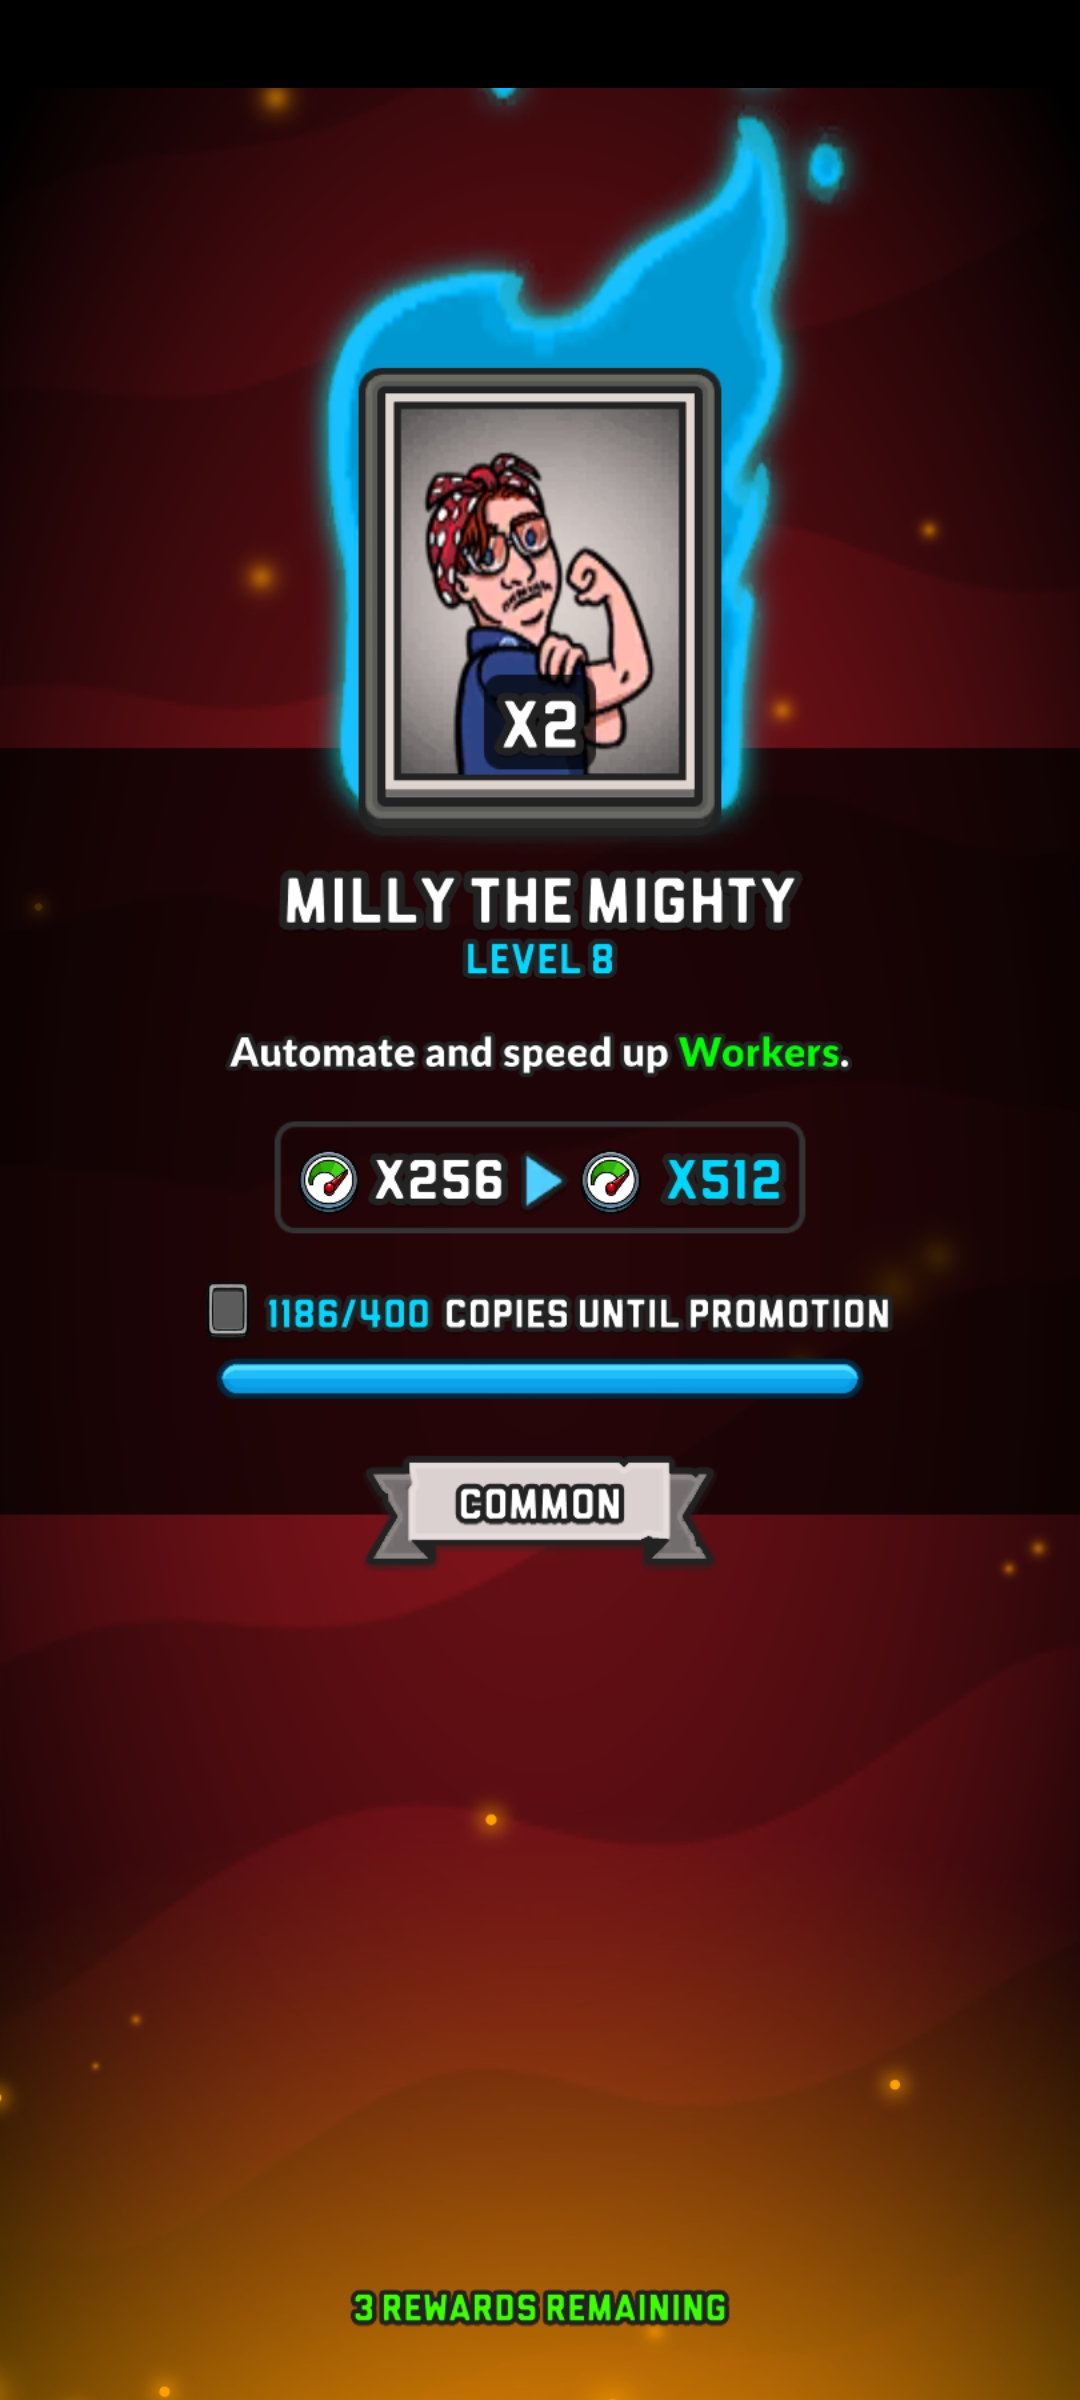 X2
MILLY THE MIGHTY
LEVEL 8
Automate and speed up Workers.
X256 X512
1186/400 COPIES UNTIL PROMOTION
COMMON
3 REWARDS REMAINING